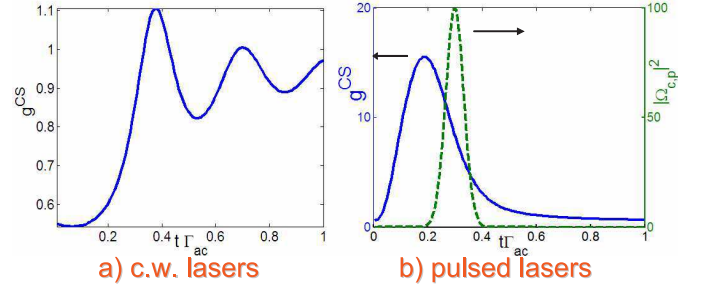 1.1
1
0.9
0.8
0.7
0.6
g^CS
0.2 0.4 0.6 0.8 1
t Γ_ac
a) c.w. lasers
20
10
0
g^CS
0 0.2 0.4 0.6 0.8 1
tΓ_ac
100
50
0
|Ω_c,p|^2
b) pulsed lasers